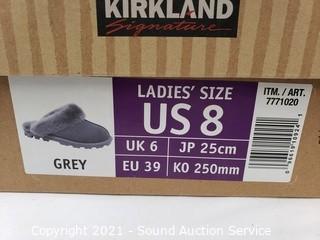 KIRKLAND
Signature
LADIES' SIZE
US 8
UK 6 JP 25cm
EU 39 KO 250mm
GREY
ITM. / ART.
7771020
Copyright 2021 - Sound Auction Service